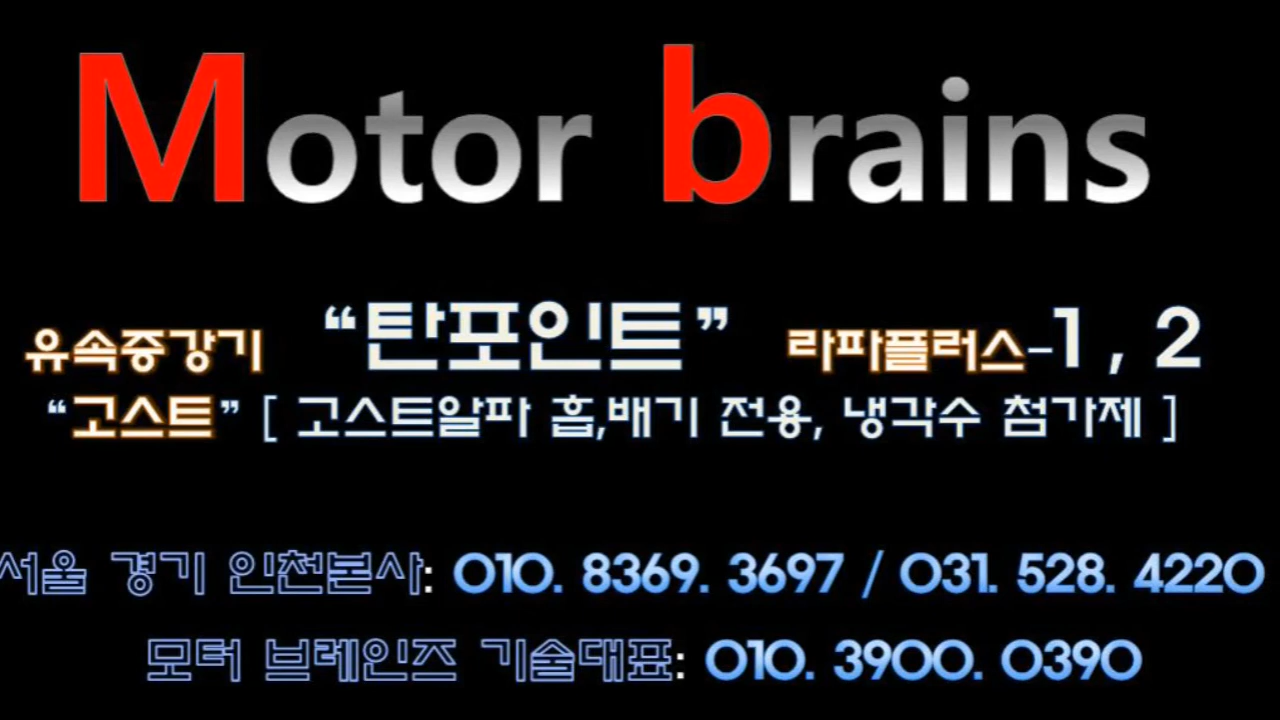 Motor brains
유속증강기 “탄포인트” 라파플러스-1 , 2
“고스트” [ 고스트알파 흡,배기 전용, 냉각수 첨가제 ]
서울 경기 인천본사: 010. 8369. 3697 / 031. 528. 4220
모터 브레인즈 기술대표: 010. 3900. 0390